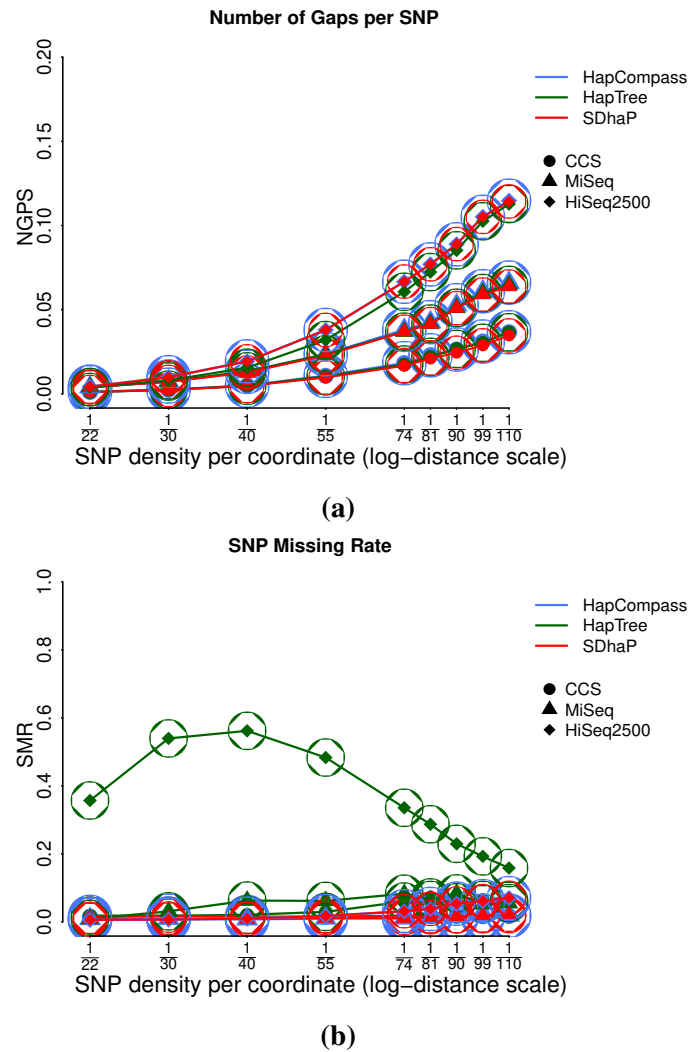 Number of Gaps per SNP
0.20
0.15
0.10
0.05
0.00
NGPS
HapCompass
HapTree
SDhaP
CCS
MiSeq
HiSeq2500
1 1 1 1 1 1 1 1 1
22 30 40 55 74 81 90 99 110
SNP density per coordinate (log−distance scale)
(a)
SNP Missing Rate
1.0
0.8
0.6
0.4
0.2
0.0
SMR
HapCompass
HapTree
SDhaP
CCS
MiSeq
HiSeq2500
1 1 1 1 1 1 1 1 1
22 30 40 55 74 81 90 99 110
SNP density per coordinate (log−distance scale)
(b)